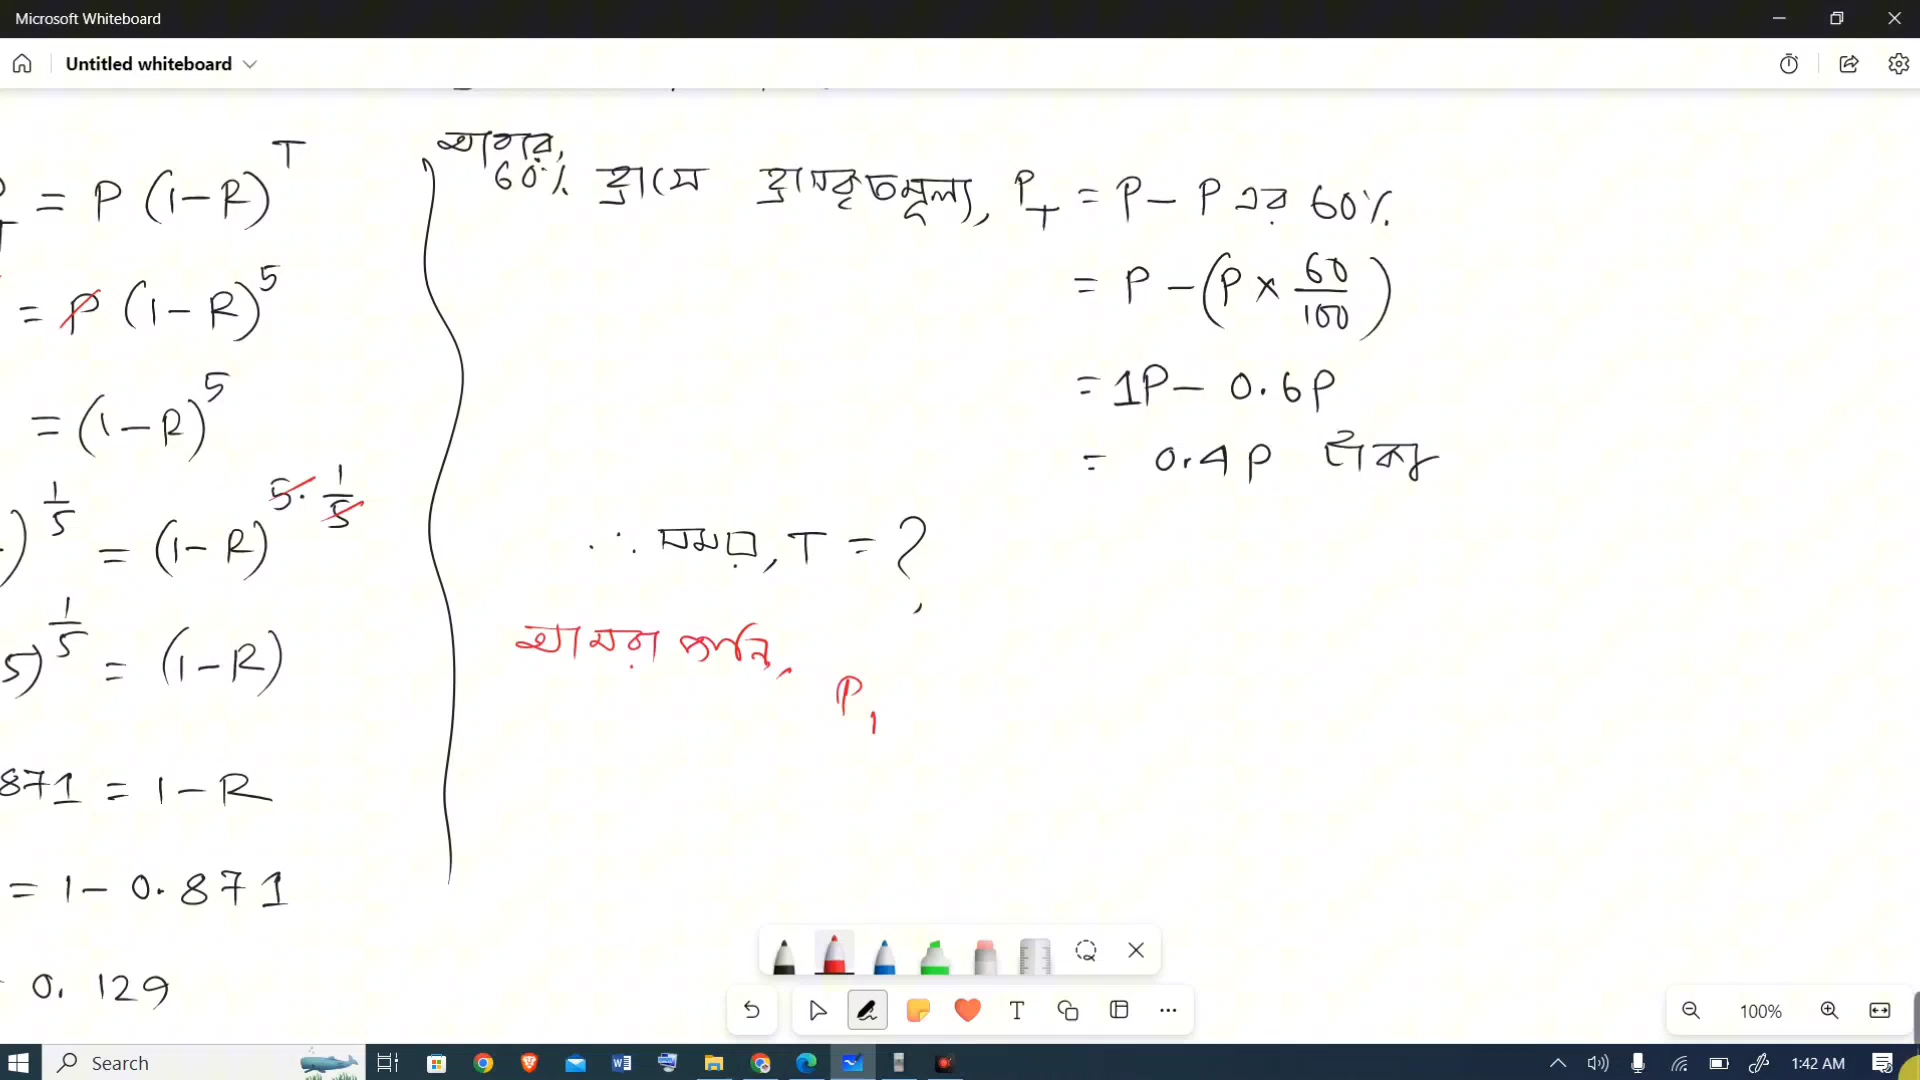 Microsoft Whiteboard
Untitled whiteboard
= P (1-R)^T
= P (1-R)^5
= (1-R)^5
)^1/5 = (1-R)^5·1/5
5)^1/5 = (1-R)
871 = 1-R
= 1- 0.871
0.129
আবার,
60% হ্রাসে হ্রাসকৃতমূল্য, P_T = P- P এর 60%
= P - (P × 60/100)
= 1P - 0.6P
= 0.4P টাকা
∴ সময়, T = ?
আমরা জানি,
P
Search
100%
1:42 AM